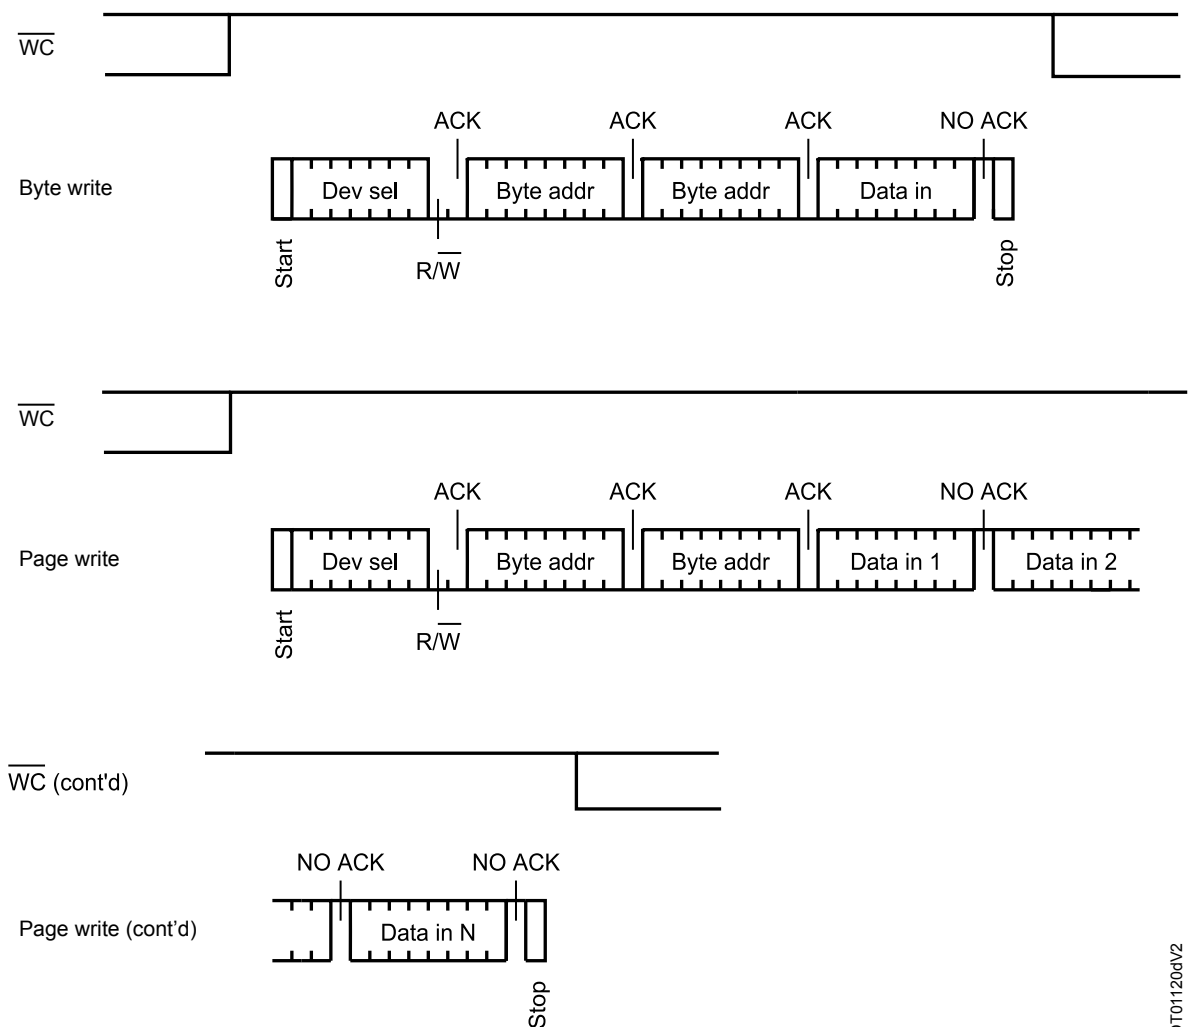 WC
ACK ACK ACK NO ACK
Byte write Dev sel Byte addr Byte addr Data in
Start R/W Stop
WC
ACK ACK ACK NO ACK
Page write Dev sel Byte addr Byte addr Data in 1 Data in 2
Start R/W
WC (cont'd)
NO ACK NO ACK
Page write (cont’d) Data in N
Stop